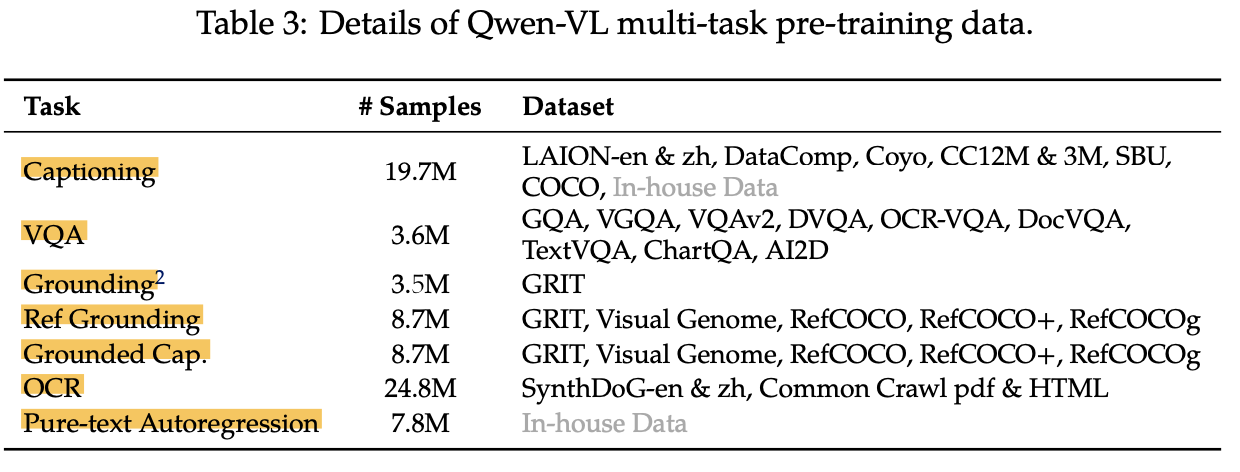 Table 3: Details of Qwen-VL multi-task pre-training data.
Task # Samples Dataset
Captioning 19.7M LAION-en & zh, DataComp, Coyo, CC12M & 3M, SBU,
COCO, In-house Data
VQA 3.6M GQA, VGQA, VQAv2, DVQA, OCR-VQA, DocVQA,
TextVQA, ChartQA, AI2D
Grounding² 3.5M GRIT
Ref Grounding 8.7M GRIT, Visual Genome, RefCOCO, RefCOCO+, RefCOCOg
Grounded Cap. 8.7M GRIT, Visual Genome, RefCOCO, RefCOCO+, RefCOCOg
OCR 24.8M SynthDoG-en & zh, Common Crawl pdf & HTML
Pure-text Autoregression 7.8M In-house Data